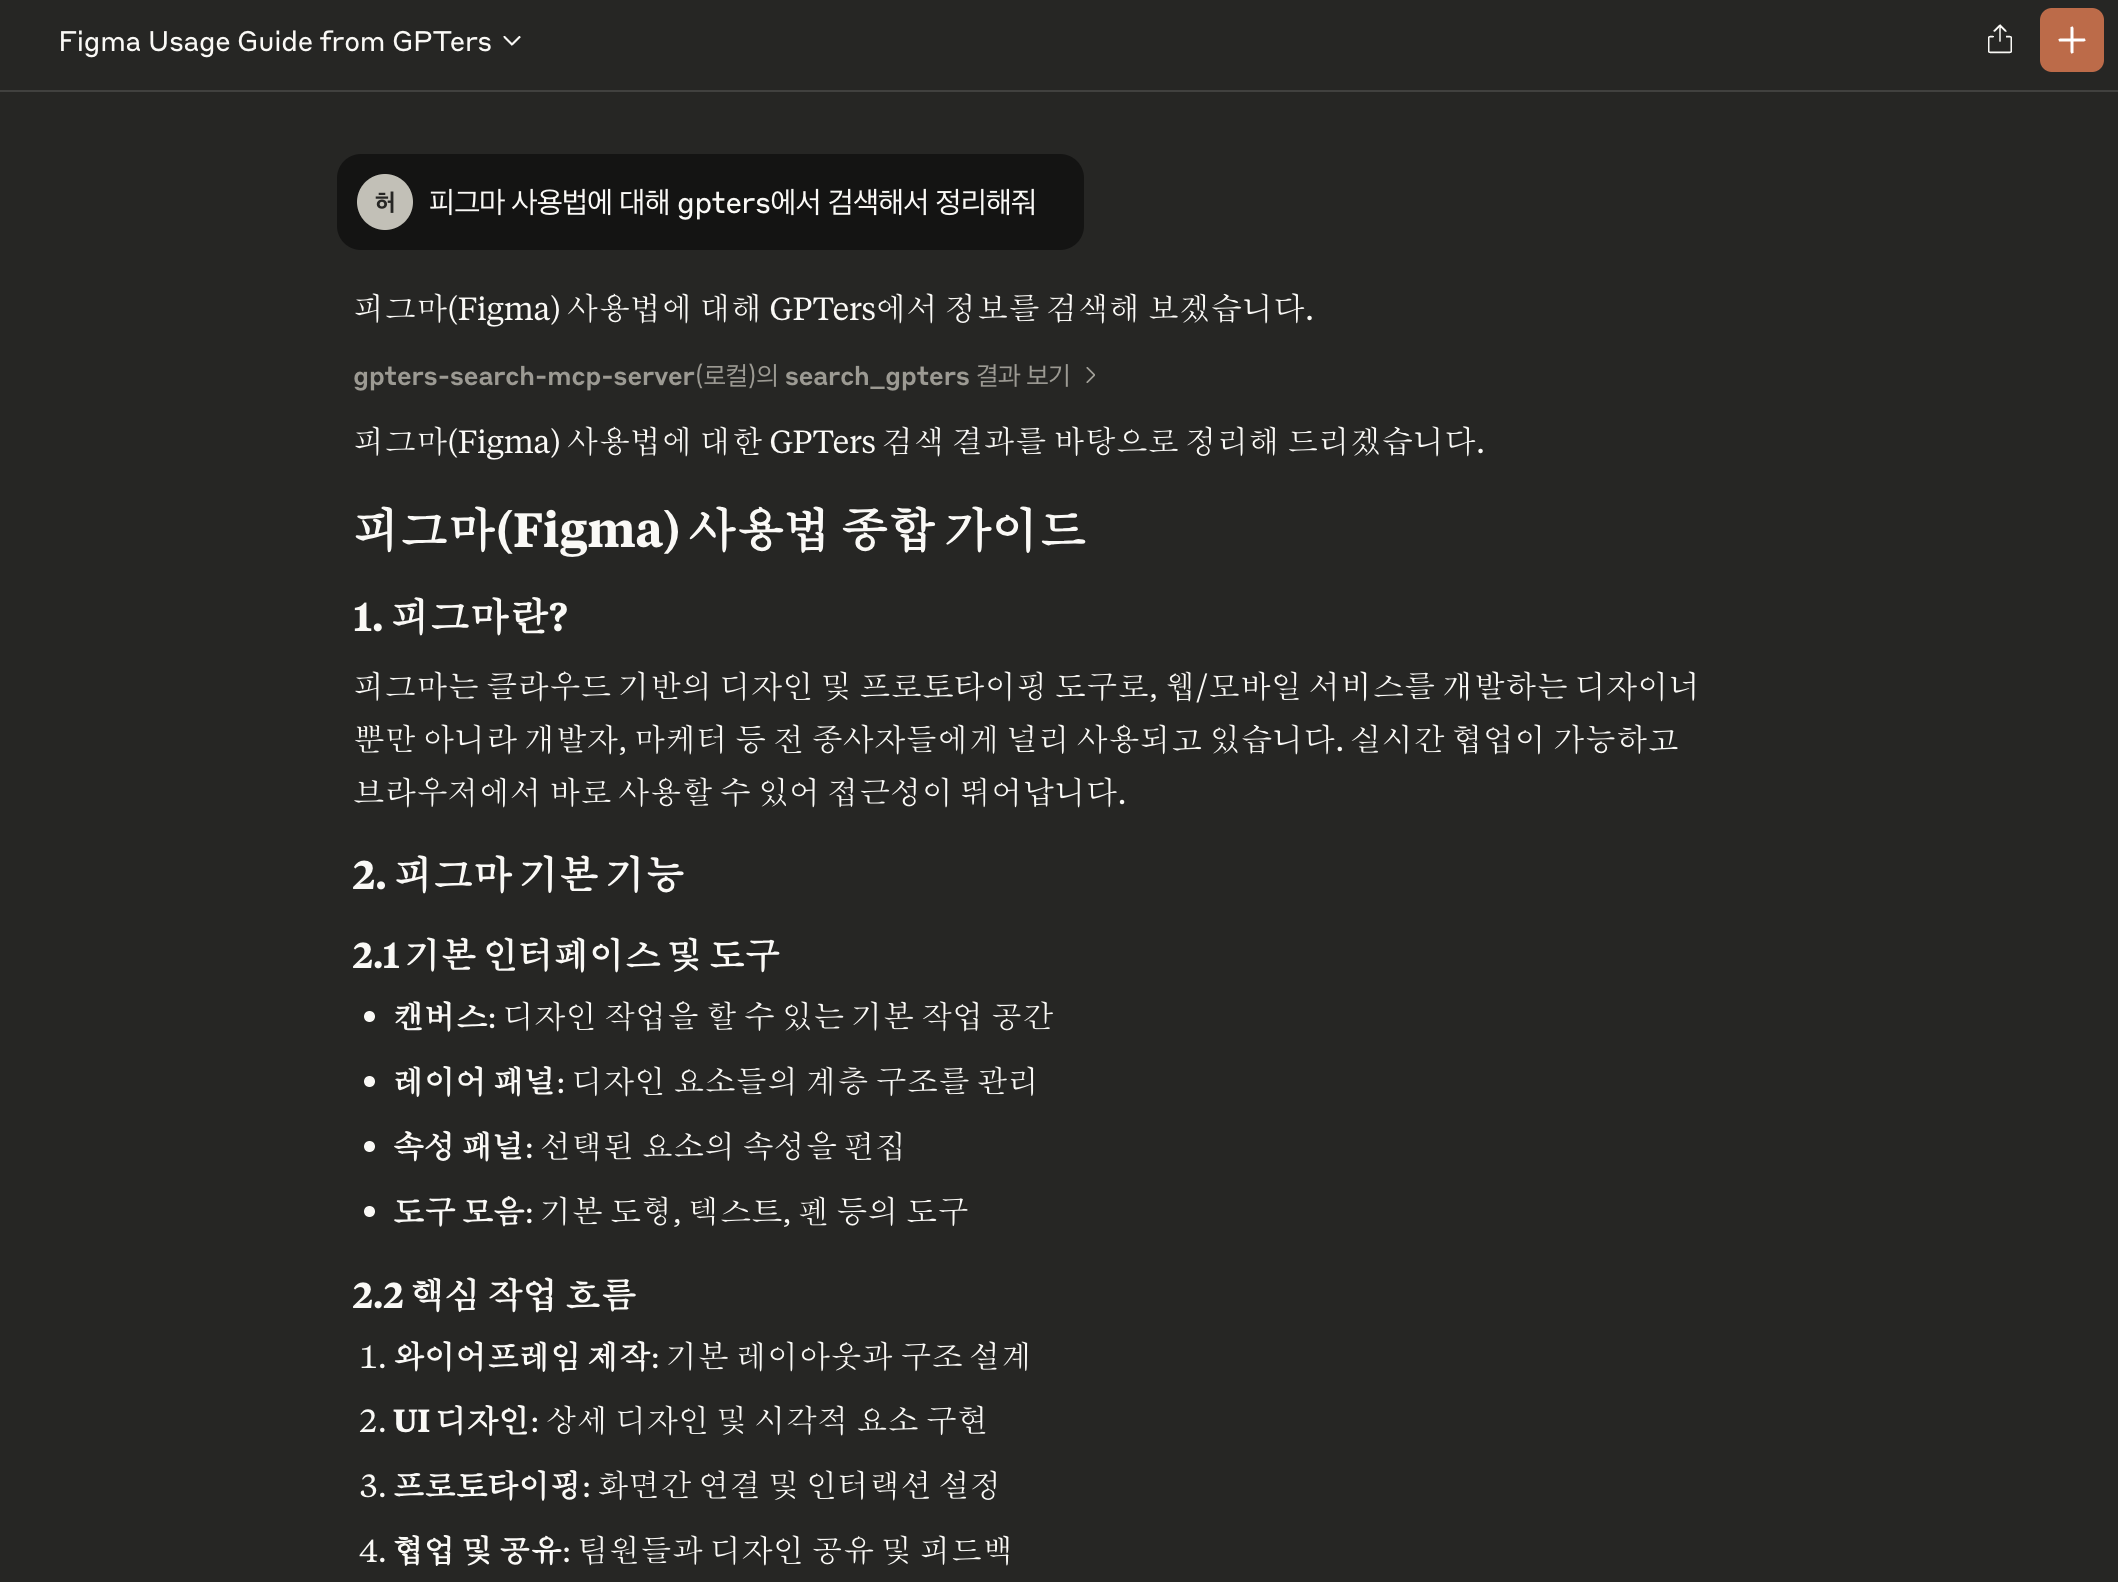 Figma Usage Guide from GPTers
허
피그마 사용법에 대해 gpters에서 검색해서 정리해줘
피그마(Figma) 사용법에 대해 GPTers에서 정보를 검색해 보겠습니다.
gpters-search-mcp-server(로컬)의 search_gpters 결과 보기
피그마(Figma) 사용법에 대한 GPTers 검색 결과를 바탕으로 정리해 드리겠습니다.
피그마(Figma) 사용법 종합 가이드
1. 피그마란?
피그마는 클라우드 기반의 디자인 및 프로토타이핑 도구로, 웹/모바일 서비스를 개발하는 디자이너
뿐만 아니라 개발자, 마케터 등 전 종사자들에게 널리 사용되고 있습니다. 실시간 협업이 가능하고
브라우저에서 바로 사용할 수 있어 접근성이 뛰어납니다.
2. 피그마 기본 기능
2.1 기본 인터페이스 및 도구
• 캔버스: 디자인 작업을 할 수 있는 기본 작업 공간
• 레이어 패널: 디자인 요소들의 계층 구조를 관리
• 속성 패널: 선택된 요소의 속성을 편집
• 도구 모음: 기본 도형, 텍스트, 펜 등의 도구
2.2 핵심 작업 흐름
1. 와이어프레임 제작: 기본 레이아웃과 구조 설계
2. UI 디자인: 상세 디자인 및 시각적 요소 구현
3. 프로토타이핑: 화면간 연결 및 인터랙션 설정
4. 협업 및 공유: 팀원들과 디자인 공유 및 피드백